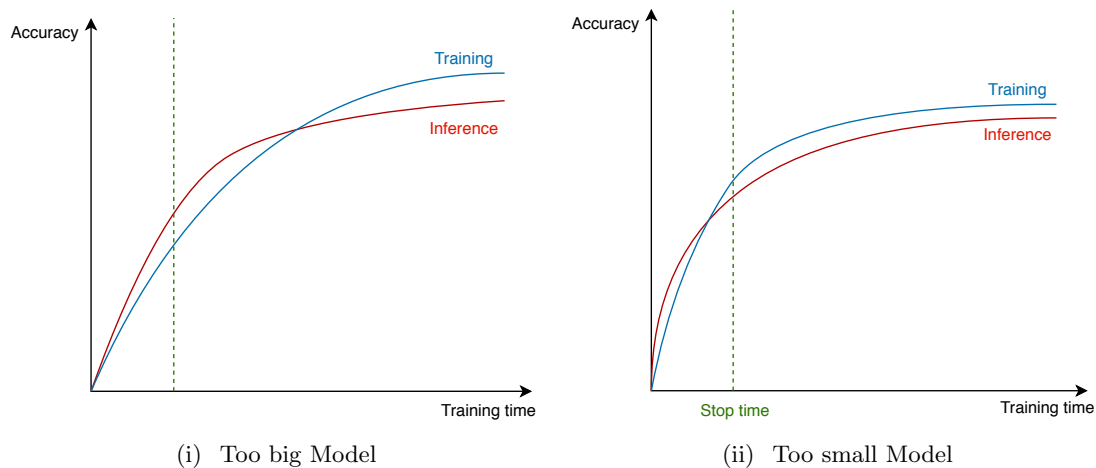 Accuracy
Training
Inference
Training time
(i) Too big Model
Accuracy
Training
Inference
Stop time
Training time
(ii) Too small Model